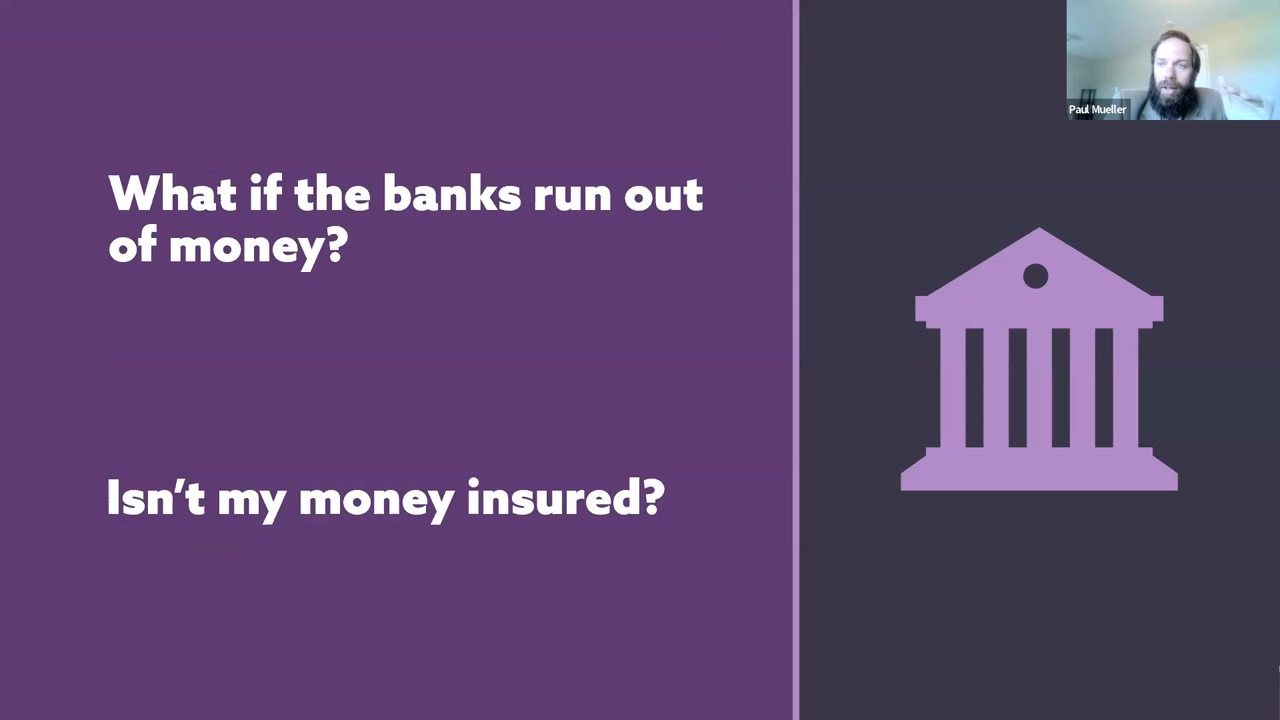 Paul Mueller
What if the banks run out
of money?
Isn’t my money insured?